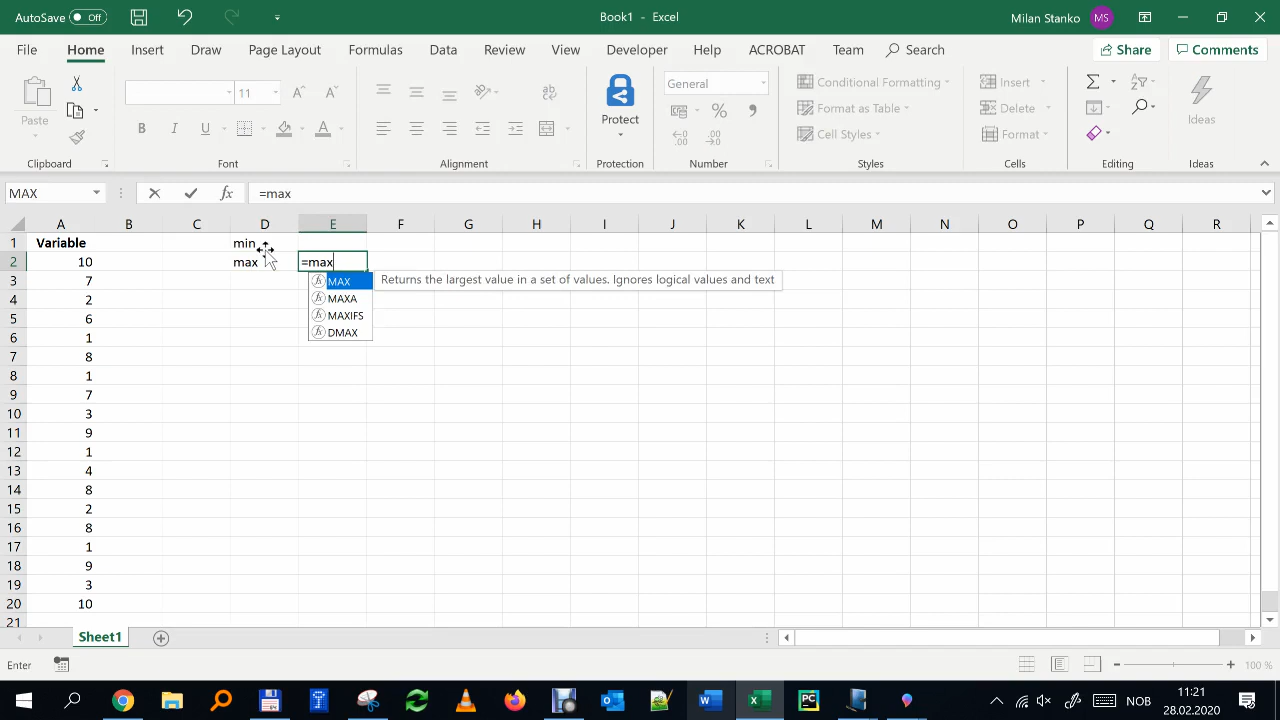 AutoSave Off Book1 - Excel Milan Stanko MS
File Home Insert Draw Page Layout Formulas Data Review View Developer Help ACROBAT Team Search Share Comments
Paste
11
General
Conditional Formatting
Format as Table
Cell Styles
Insert
Delete
Format
Protect
Ideas
Clipboard Font Alignment Protection Number Styles Cells Editing Ideas
MAX fx =max
A B C D E F G H I J K L M N O P Q R
1 Variable min
2 10 max =max
3 7 MAX Returns the largest value in a set of values. Ignores logical values and text
4 2 MAXA
5 6 MAXIFS
6 1 DMAX
7 8
8 1
9 7
10 3
11 9
12 1
13 4
14 8
15 2
16 8
17 1
18 9
19 3
20 10
21
Sheet1
Enter 100 %
NOB 11:21
28.02.2020